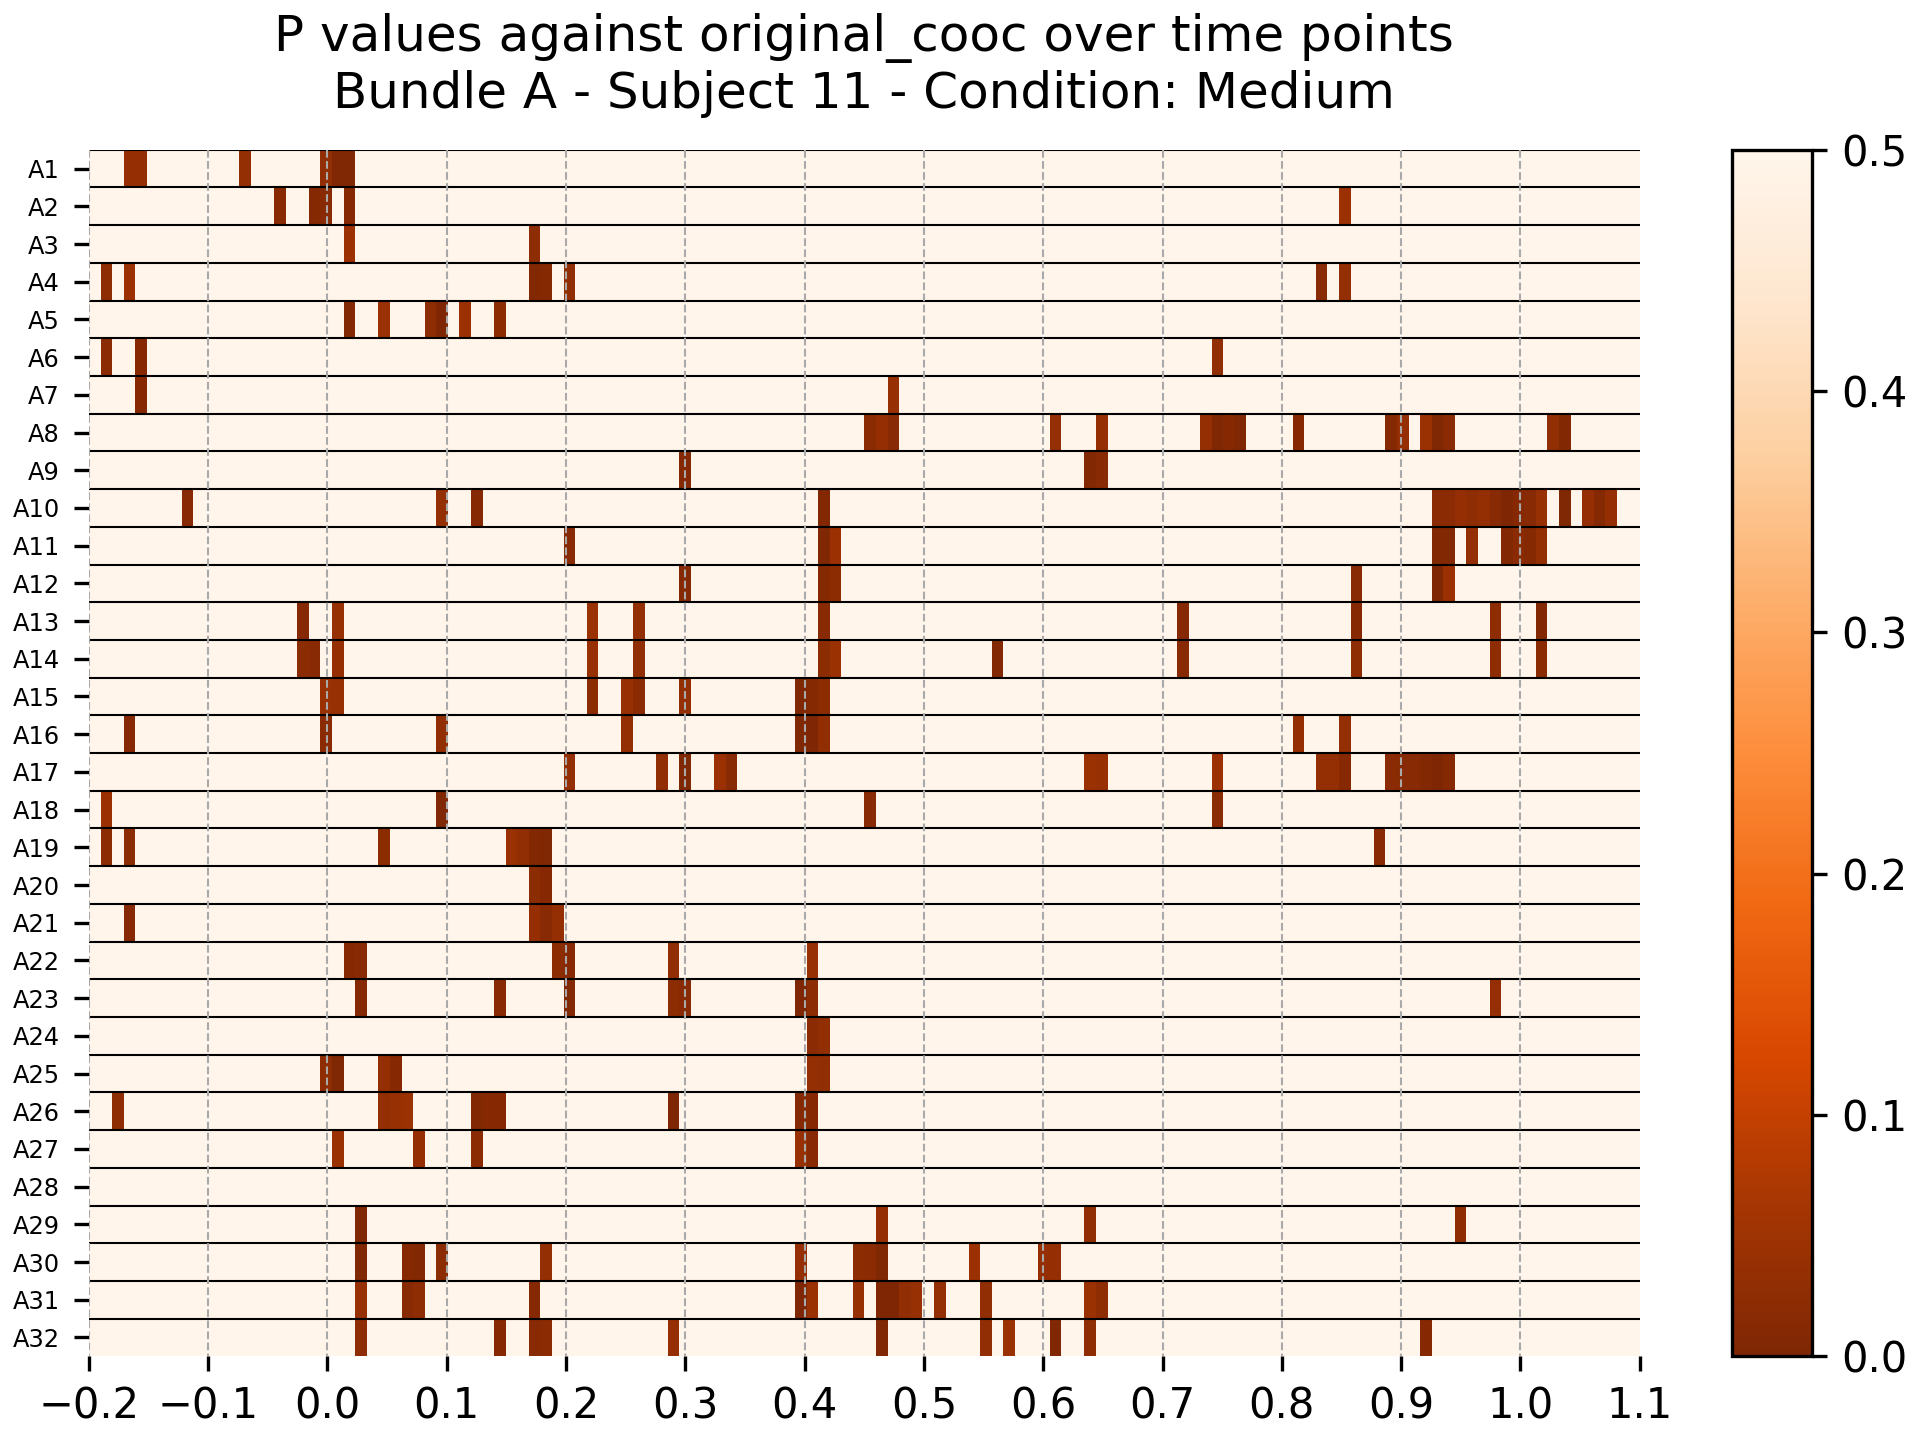 P values against original_cooc over time points
Bundle A - Subject 11 - Condition: Medium
A1
A2
A3
A4
A5
A6
A7
A8
A9
A10
A11
A12
A13
A14
A15
A16
A17
A18
A19
A20
A21
A22
A23
A24
A25
A26
A27
A28
A29
A30
A31
A32
−0.2 −0.1 0.0 0.1 0.2 0.3 0.4 0.5 0.6 0.7 0.8 0.9 1.0 1.1
0.5
0.4
0.3
0.2
0.1
0.0